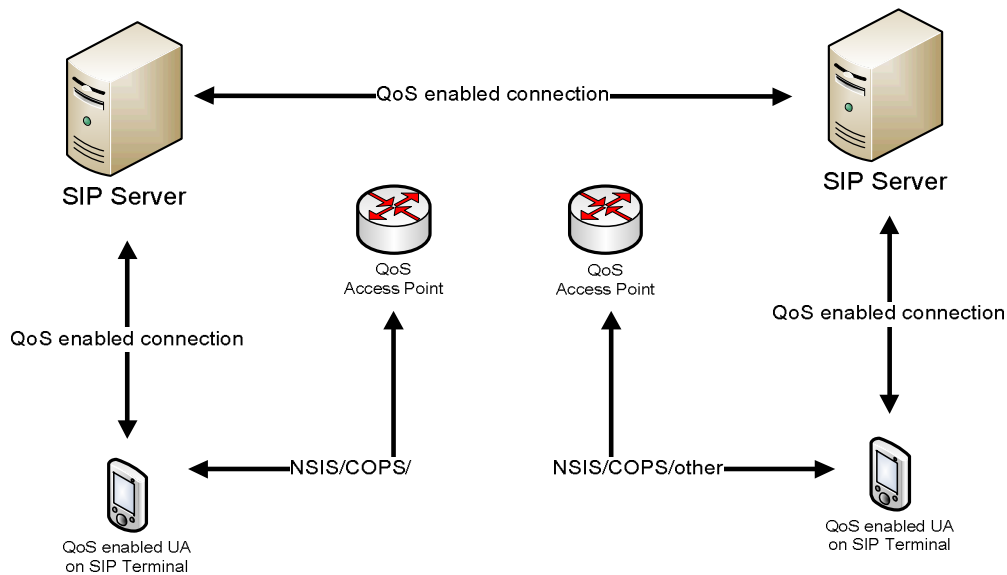 QoS enabled connection
SIP Server
SIP Server
QoS
Access Point
QoS
Access Point
QoS enabled connection
QoS enabled connection
NSIS/COPS/
NSIS/COPS/other
QoS enabled UA
on SIP Terminal
QoS enabled UA
on SIP Terminal